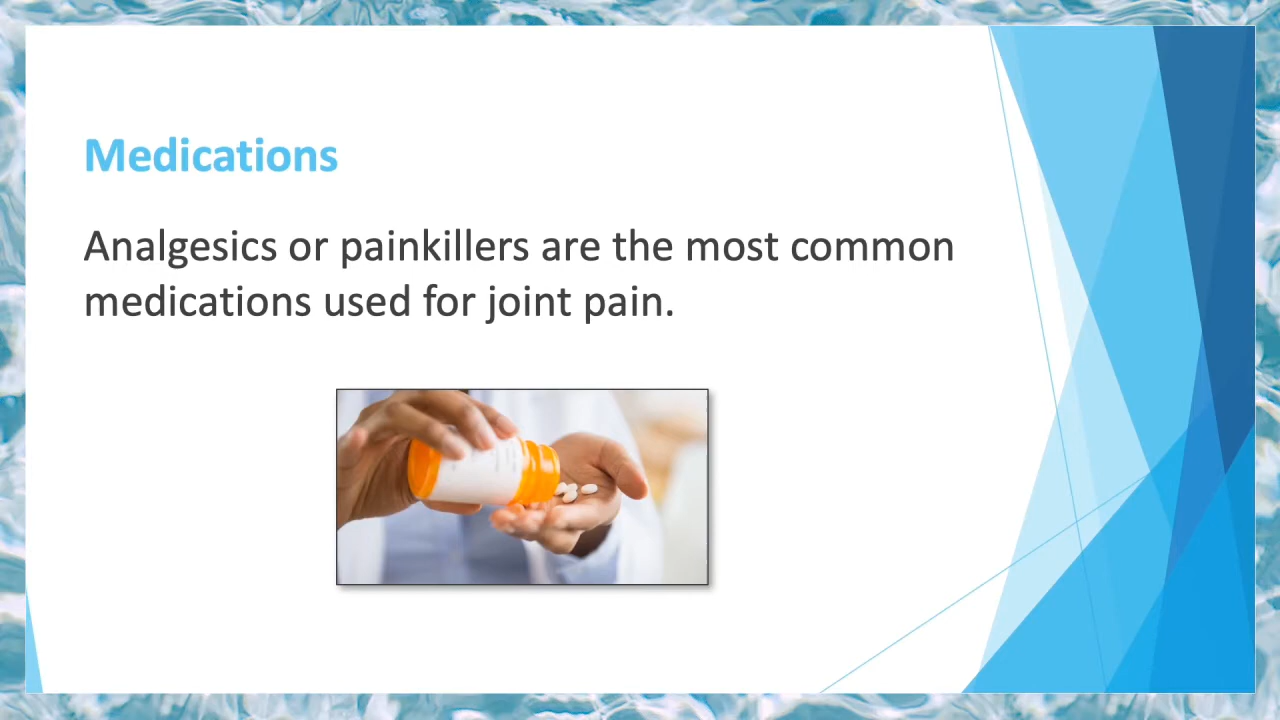 Medications
Analgesics or painkillers are the most common
medications used for joint pain.